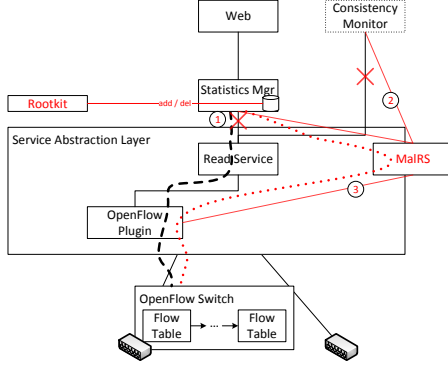 Web
Consistency
Monitor
Statistics Mgr
Rootkit
add / del
1
2
Service Abstraction Layer
Read Service
MalRS
3
OpenFlow
Plugin
OpenFlow Switch
Flow
Table
...
Flow
Table